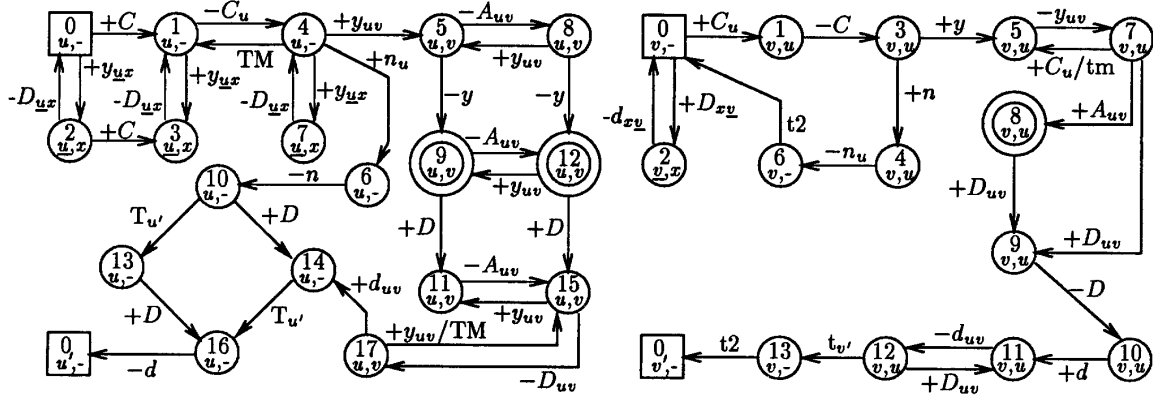 0 u,- +C 1 u,- -C_u 4 u,- +y_uv 5 u,v -A_uv 8 u,v
TM +n_u +y_uv
+y_ux -D_ux +y_ux -D_ux +y_ux -D_ux -y -y
2 u,x +C 3 u,x 7 u,x 9 u,v -A_uv 12 u,v
10 u,- -n 6 u,- +y_uv
T_u' +D +D +D
13 u,- 14 u,- 11 u,v -A_uv 15 u,v
+d_uv +y_uv
+D T_u' +y_uv/TM
0 u',- -d 16 u,- 17 u,v -D_uv
0 v,- +C_u 1 v,u -C 3 v,u +y 5 v,u -y_uv 7 v,u
+C_u/tm
-d_xv +D_xv t2 +n 8 v,u +A_uv
2 v,x 6 v,- -n_u 4 v,u
+D_uv
9 v,u +D_uv
-D
0 v',- t2 13 v,- t_v' 12 v,u -d_uv 11 v,u +d 10 v,u
+D_uv